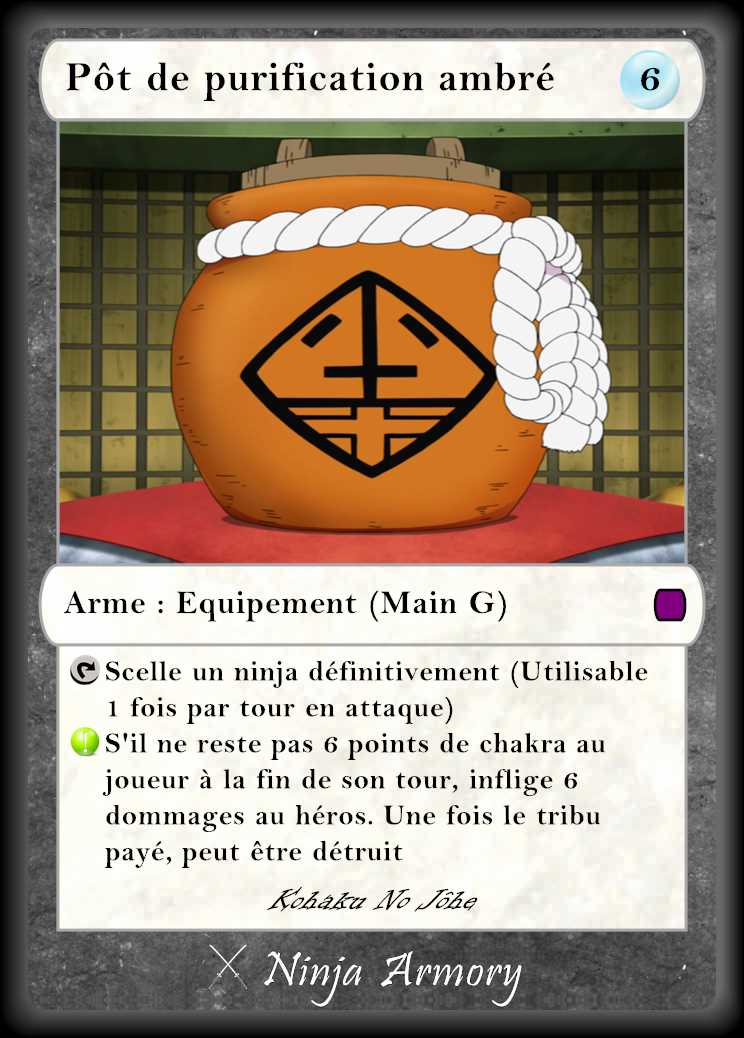 Pôt de purification ambré
6
Arme : Equipement (Main G)
Scelle un ninja définitivement (Utilisable
1 fois par tour en attaque)
S'il ne reste pas 6 points de chakra au
joueur à la fin de son tour, inflige 6
dommages au héros. Une fois le tribu
payé, peut être détruit
Kohaku No Jôhe
Ninja Armory